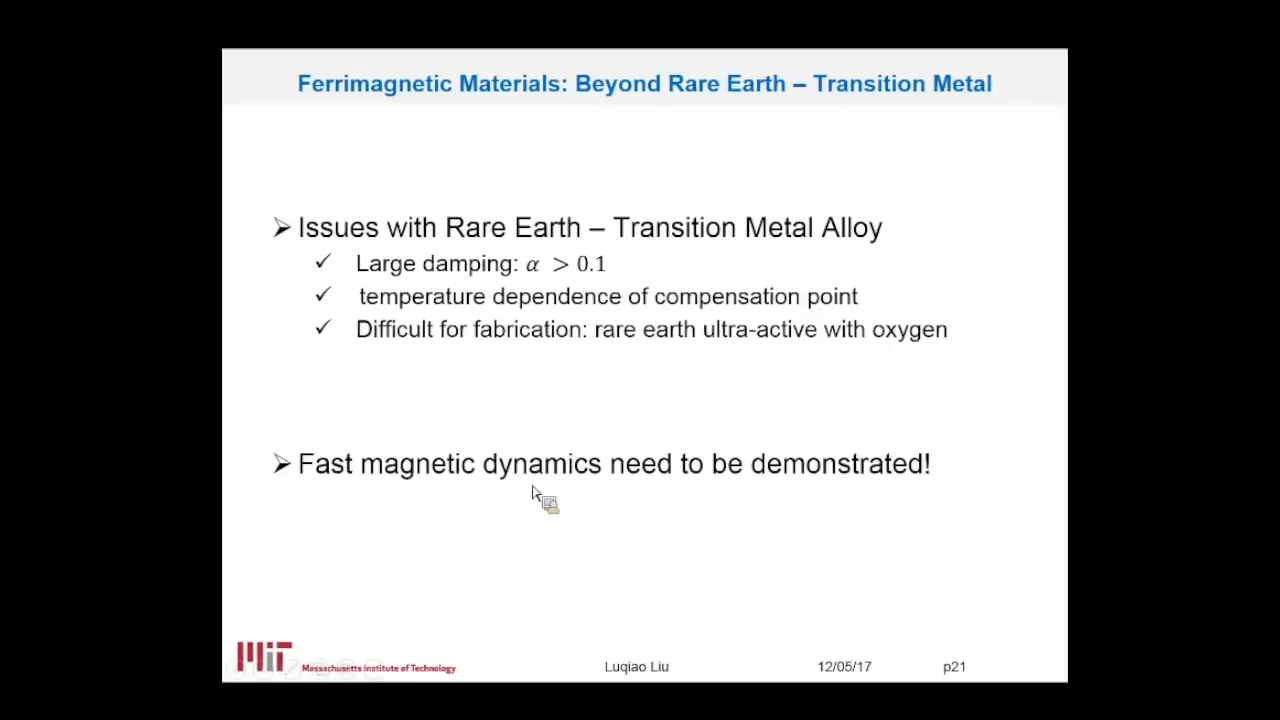 Ferrimagnetic Materials: Beyond Rare Earth – Transition Metal
➢ Issues with Rare Earth – Transition Metal Alloy
✓ Large damping: α > 0.1
✓ temperature dependence of compensation point
✓ Difficult for fabrication: rare earth ultra-active with oxygen
➢ Fast magnetic dynamics need to be demonstrated!
MIT Massachusetts Institute of Technology Luqiao Liu 12/05/17 p21